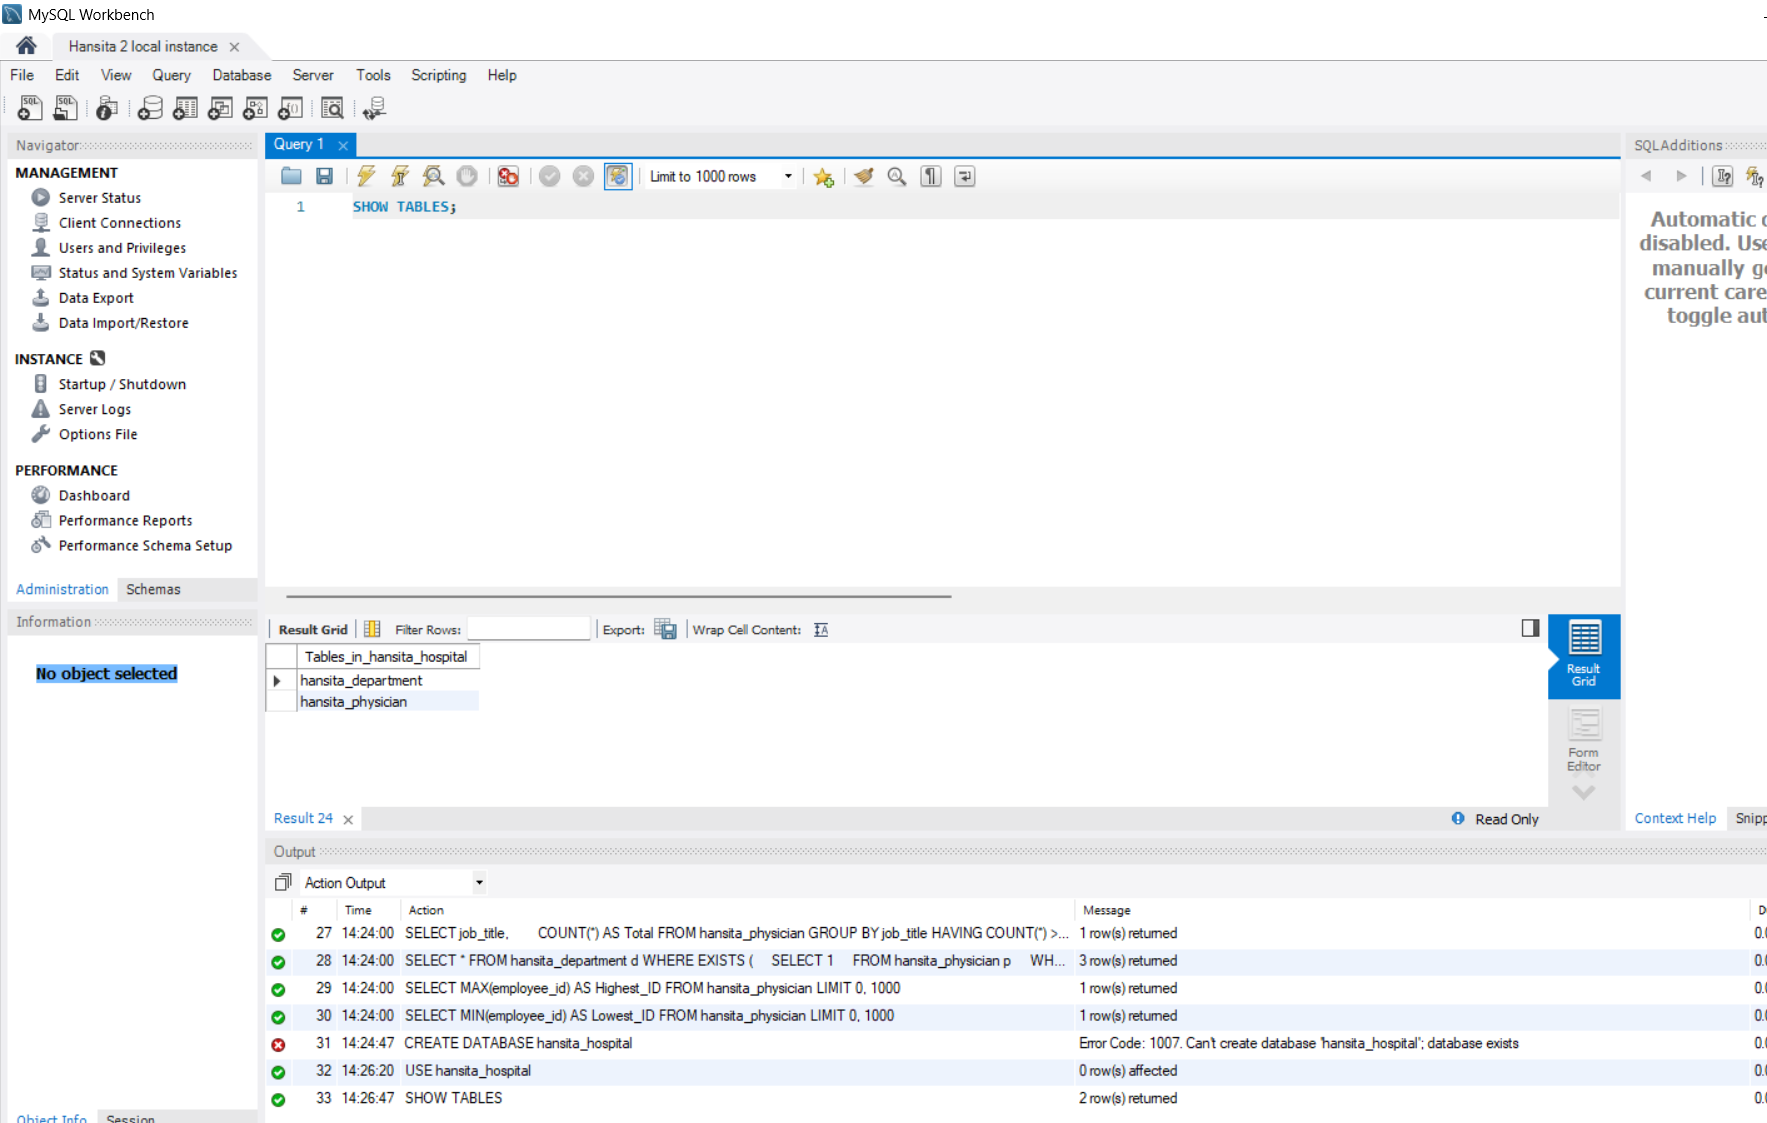 MySQL Workbench
Hansita 2 local instance
File Edit View Query Database Server Tools Scripting Help
Navigator
MANAGEMENT
Server Status
Client Connections
Users and Privileges
Status and System Variables
Data Export
Data Import/Restore
INSTANCE
Startup / Shutdown
Server Logs
Options File
PERFORMANCE
Dashboard
Performance Reports
Performance Schema Setup
Administration Schemas
Information
No object selected
Object Info Session
Query 1
Limit to 1000 rows
1 SHOW TABLES;
Result Grid Filter Rows: Export: Wrap Cell Content:
Tables_in_hansita_hospital
hansita_department
hansita_physician
Result
Grid
Form
Editor
Result 24
Read Only
SQLAdditions
Automatic
disabled. Use
manually
current
toggle
Context Help
Output
Action Output
# Time Action Message
27 14:24:00 SELECT job_title, COUNT(*) AS Total FROM hansita_physician GROUP BY job_title HAVING COUNT(*) >... 1 row(s) returned
28 14:24:00 SELECT * FROM hansita_department d WHERE EXISTS ( SELECT 1 FROM hansita_physician p WH... 3 row(s) returned
29 14:24:00 SELECT MAX(employee_id) AS Highest_ID FROM hansita_physician LIMIT 0, 1000 1 row(s) returned
30 14:24:00 SELECT MIN(employee_id) AS Lowest_ID FROM hansita_physician LIMIT 0, 1000 1 row(s) returned
31 14:24:47 CREATE DATABASE hansita_hospital Error Code: 1007. Can't create database 'hansita_hospital'; database exists
32 14:26:20 USE hansita_hospital 0 row(s) affected
33 14:26:47 SHOW TABLES 2 row(s) returned